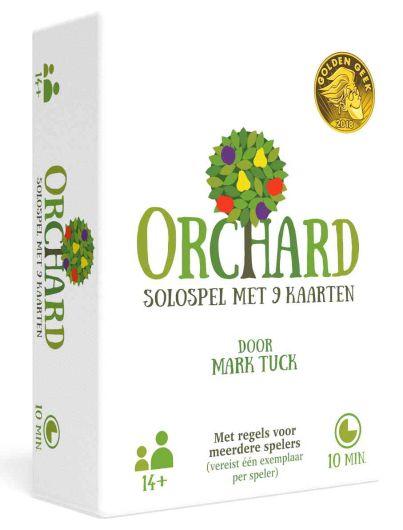 14+
ORCHARD
SOLOSPEL MET 9 KAARTEN
10 MIN.
GOLDEN GEEK
2018
ORCHARD
SOLOSPEL MET 9 KAARTEN
DOOR
MARK TUCK
14+
Met regels voor
meerdere spelers
(vereist één exemplaar
per speler)
10 MIN.